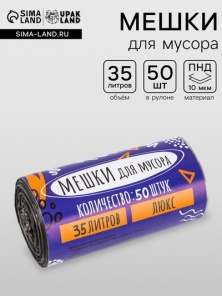 SIMA LAND
UPAK LAND
SIMA-LAND.RU
МЕШКИ
для мусора
35 ЛИТРОВ
объём
50 ШТ
в рулоне
ПНД
10 мкм
материал
МЕШКИ ДЛЯ МУСОРА
КОЛИЧЕСТВО: 50 ШТУК
35 ЛИТРОВ
ЛЮКС